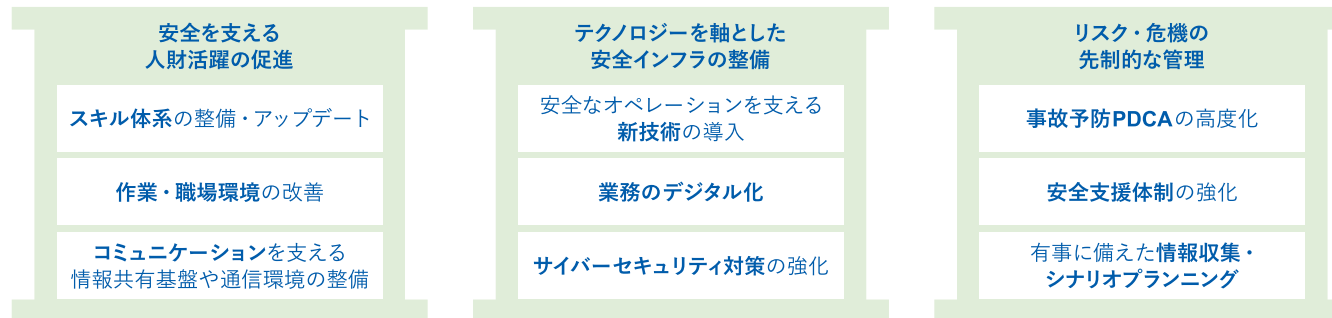 安全を支える
人財活躍の促進
スキル体系の整備・アップデート
作業・職場環境の改善
コミュニケーションを支える
情報共有基盤や通信環境の整備
テクノロジーを軸とした
安全インフラの整備
安全なオペレーションを支える
新技術の導入
業務のデジタル化
サイバーセキュリティ対策の強化
リスク・危機の
先制的な管理
事故予防PDCAの高度化
安全支援体制の強化
有事に備えた情報収集・
シナリオプランニング